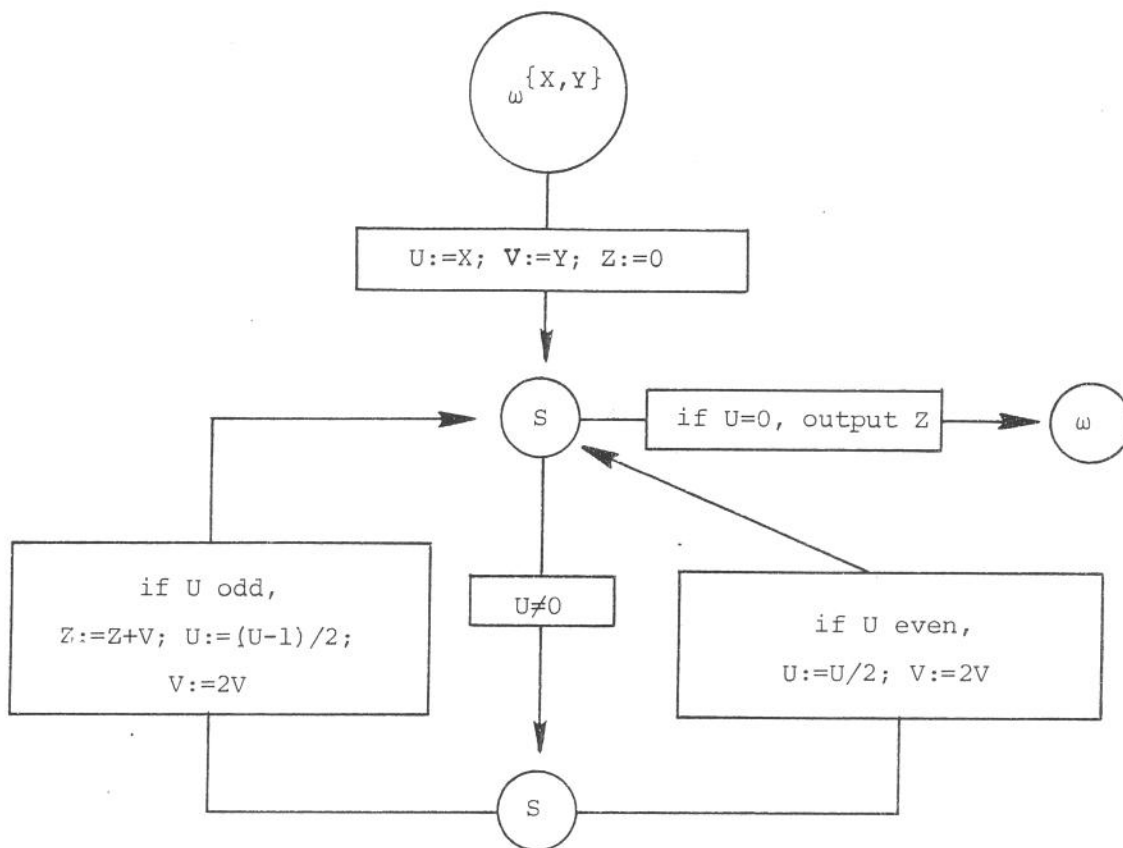 ω{X,Y}
U:=X; V:=Y; Z:=0
S
if U=0, output Z
ω
if U odd,
Z:=Z+V; U:=(U-1)/2;
V:=2V
U≠0
if U even,
U:=U/2; V:=2V
S